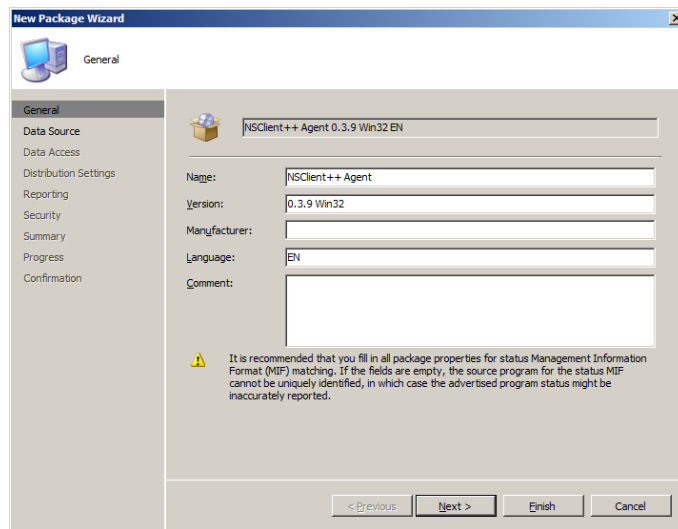 New Package Wizard
General
General
Data Source
Data Access
Distribution Settings
Reporting
Security
Summary
Progress
Confirmation
NSClient++ Agent 0.3.9 Win32 EN
Name:
NSClient++ Agent
Version:
0.3.9 Win32
Manufacturer:
Language:
EN
Comment:
It is recommended that you fill in all package properties for status Management Information
Format (MIF) matching. If the fields are empty, the source program for the status MIF
cannot be uniquely identified, in which case the advertised program status might be
inaccurately reported.
< Previous
Next >
Finish
Cancel